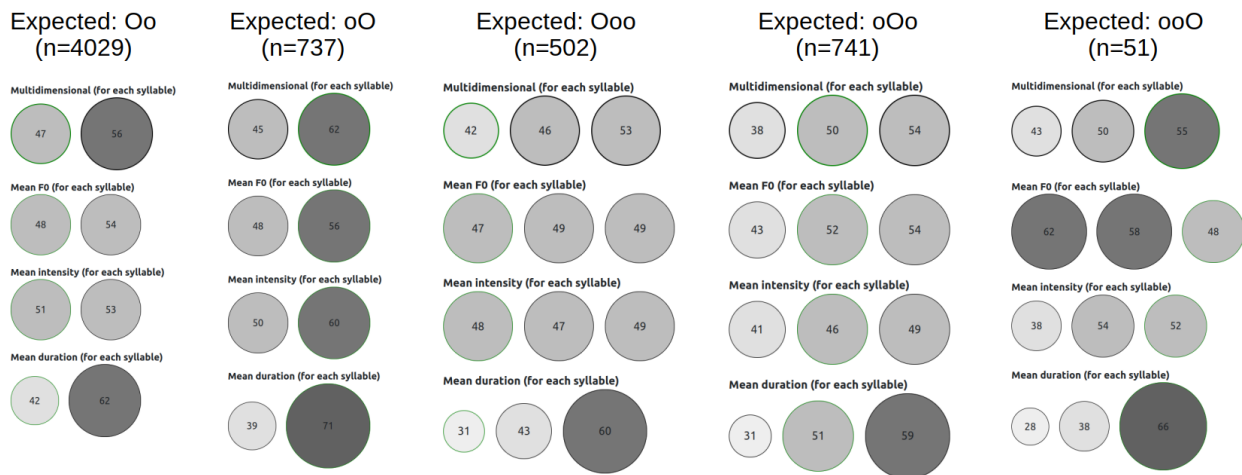 Expected: Oo
(n=4029)
Multidimensional (for each syllable)
47 56
Mean F0 (for each syllable)
48 54
Mean intensity (for each syllable)
51 53
Mean duration (for each syllable)
42 62
Expected: oO
(n=737)
Multidimensional (for each syllable)
45 62
Mean F0 (for each syllable)
48 56
Mean intensity (for each syllable)
50 60
Mean duration (for each syllable)
39 71
Expected: Ooo
(n=502)
Multidimensional (for each syllable)
42 46 53
Mean F0 (for each syllable)
47 49 49
Mean intensity (for each syllable)
48 47 49
Mean duration (for each syllable)
31 43 60
Expected: oOo
(n=741)
Multidimensional (for each syllable)
38 50 54
Mean F0 (for each syllable)
43 52 54
Mean intensity (for each syllable)
41 46 49
Mean duration (for each syllable)
31 51 59
Expected: ooO
(n=51)
Multidimensional (for each syllable)
43 50 55
Mean F0 (for each syllable)
62 58 48
Mean intensity (for each syllable)
38 54 52
Mean duration (for each syllable)
28 38 66